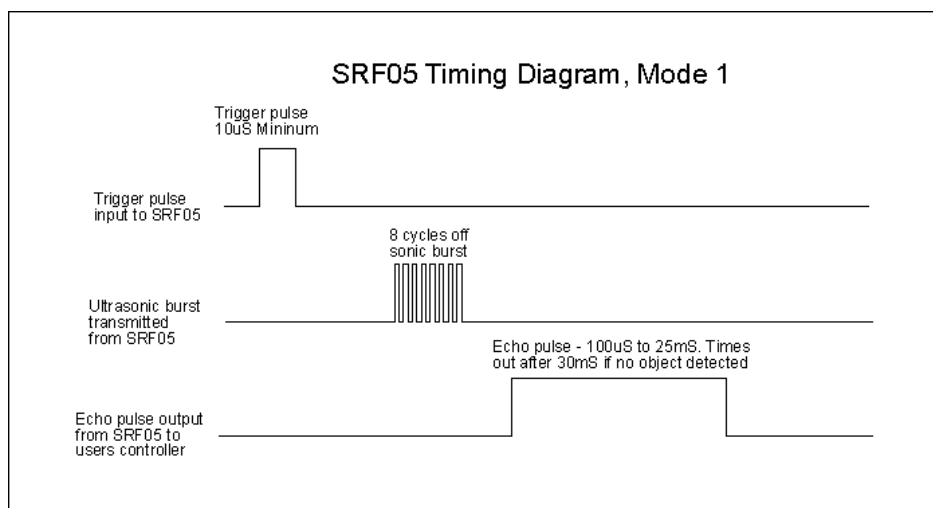 SRF05 Timing Diagram, Mode 1
Trigger pulse
10uS Mininum
Trigger pulse
input to SRF05
8 cycles off
sonic burst
Ultrasonic burst
transmitted
from SRF05
Echo pulse - 100uS to 25mS. Times
out after 30mS if no object detected
Echo pulse output
from SRF05 to
users controller